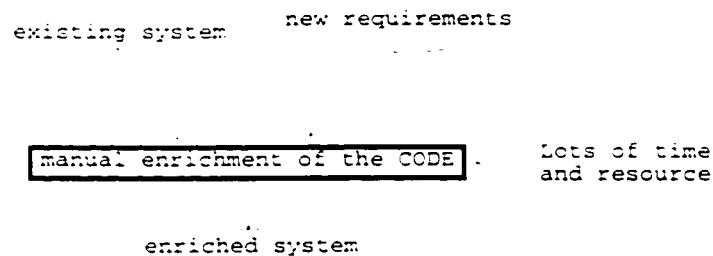 existing system
new requirements
manual enrichment of the CODE
Lots of time
and resource
enriched system